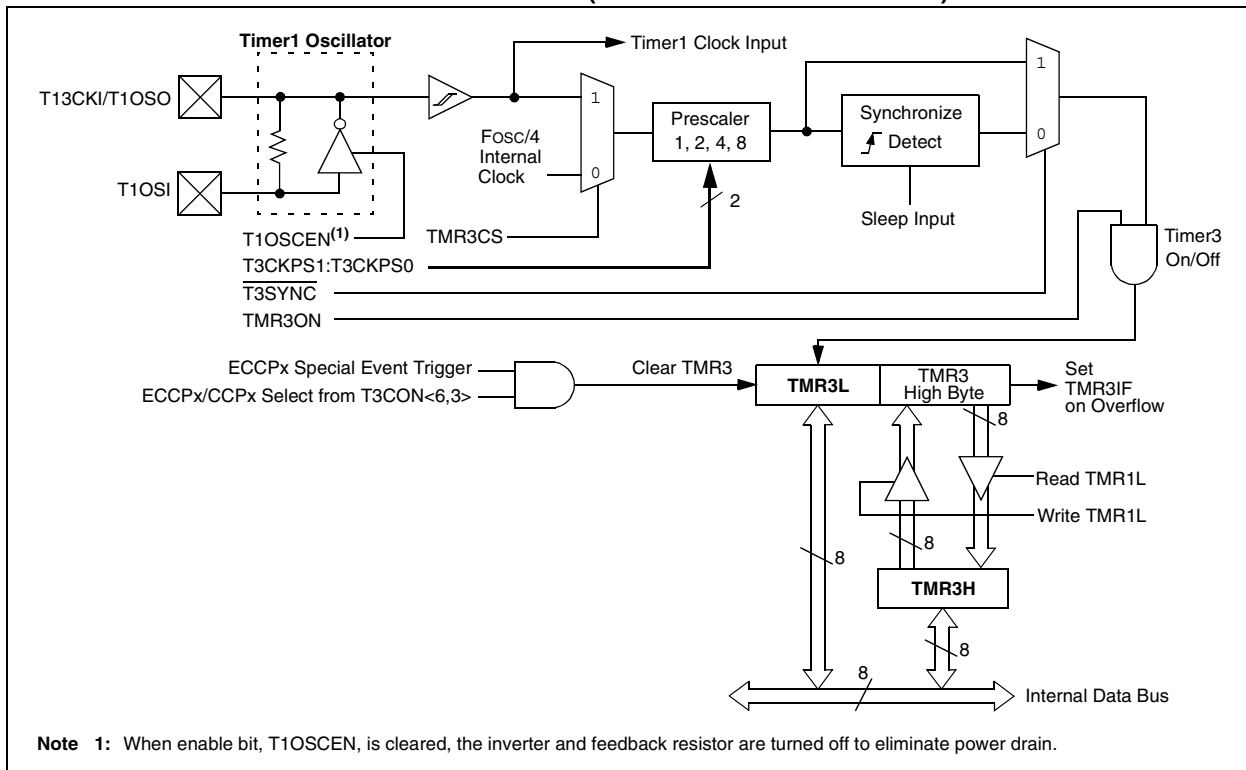 Timer1 Oscillator
Timer1 Clock Input
T13CKI/T1OSO
1
1
FOSC/4
Internal
Clock
Prescaler
1, 2, 4, 8
Synchronize
Detect
0
0
T1OSI
2
Sleep Input
T1OSCEN(1)
TMR3CS
Timer3
On/Off
T3CKPS1:T3CKPS0
T3SYNC
TMR3ON
ECCPx Special Event Trigger
ECCPx/CCPx Select from T3CON<6,3>
Clear TMR3
TMR3L
TMR3
High Byte
Set
TMR3IF
on Overflow
8
Read TMR1L
Write TMR1L
8
8
TMR3H
8
8
Internal Data Bus
Note 1: When enable bit, T1OSCEN, is cleared, the inverter and feedback resistor are turned off to eliminate power drain.